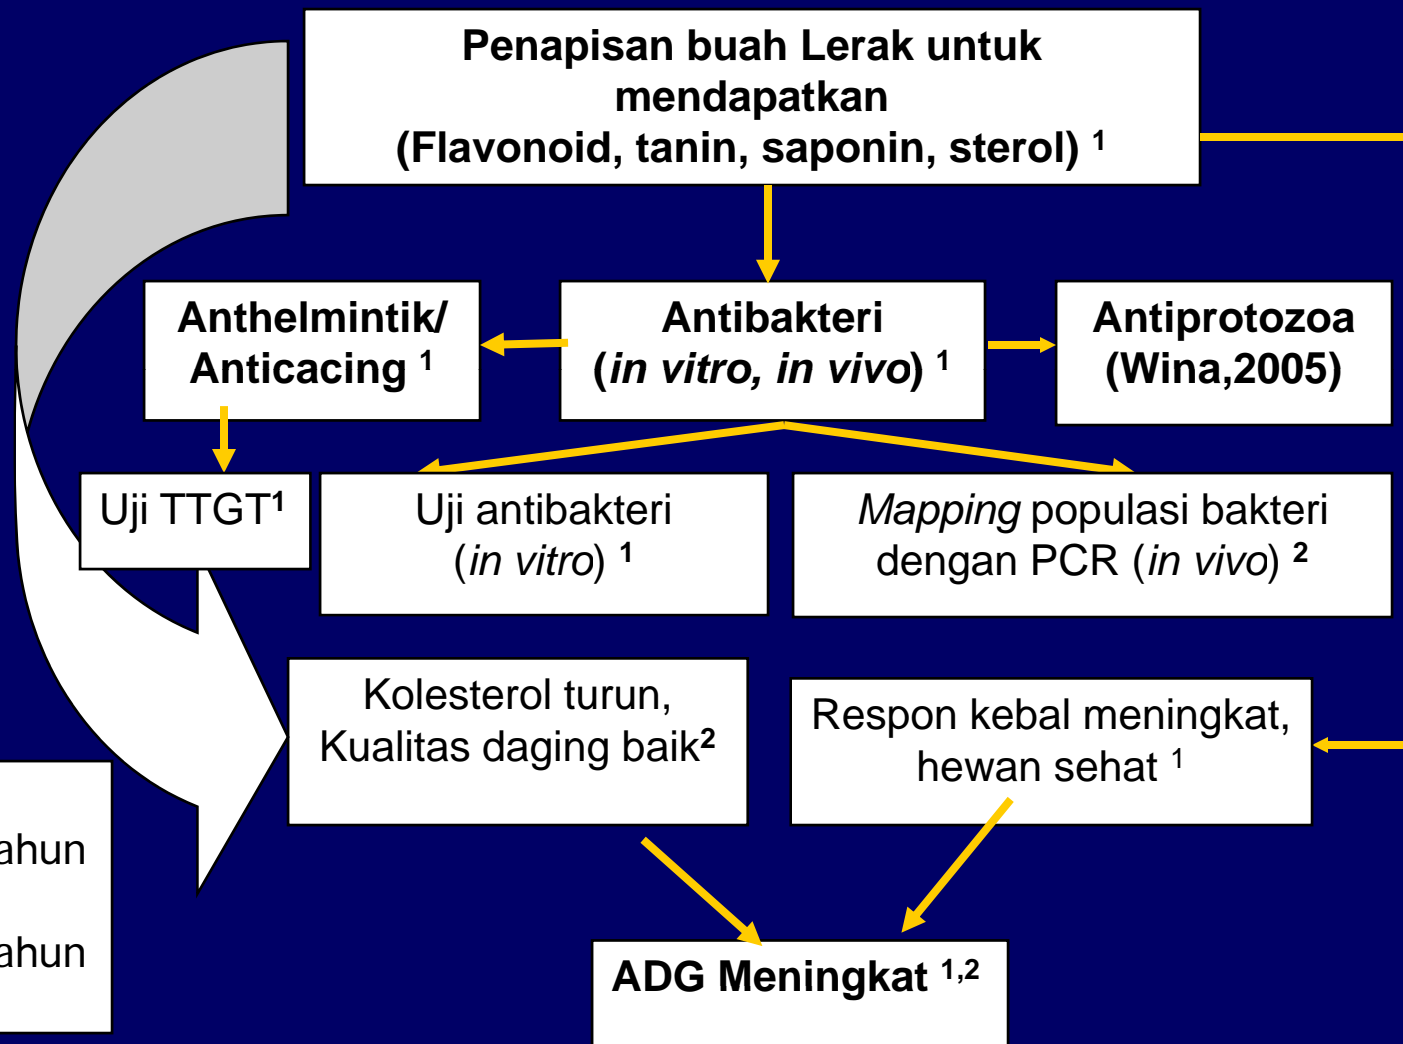 Penapisan buah Lerak untuk
mendapatkan
(Flavonoid, tanin, saponin, sterol) 1
Anthelmintik/
Anticacing 1
Antibakteri
(in vitro, in vivo) 1
Antiprotozoa
(Wina,2005)
Uji TTGT1
Uji antibakteri
(in vitro) 1
Mapping populasi bakteri
dengan PCR (in vivo) 2
Kolesterol turun,
Kualitas daging baik2
Respon kebal meningkat,
hewan sehat 1
ahun
ahun
ADG Meningkat 1,2